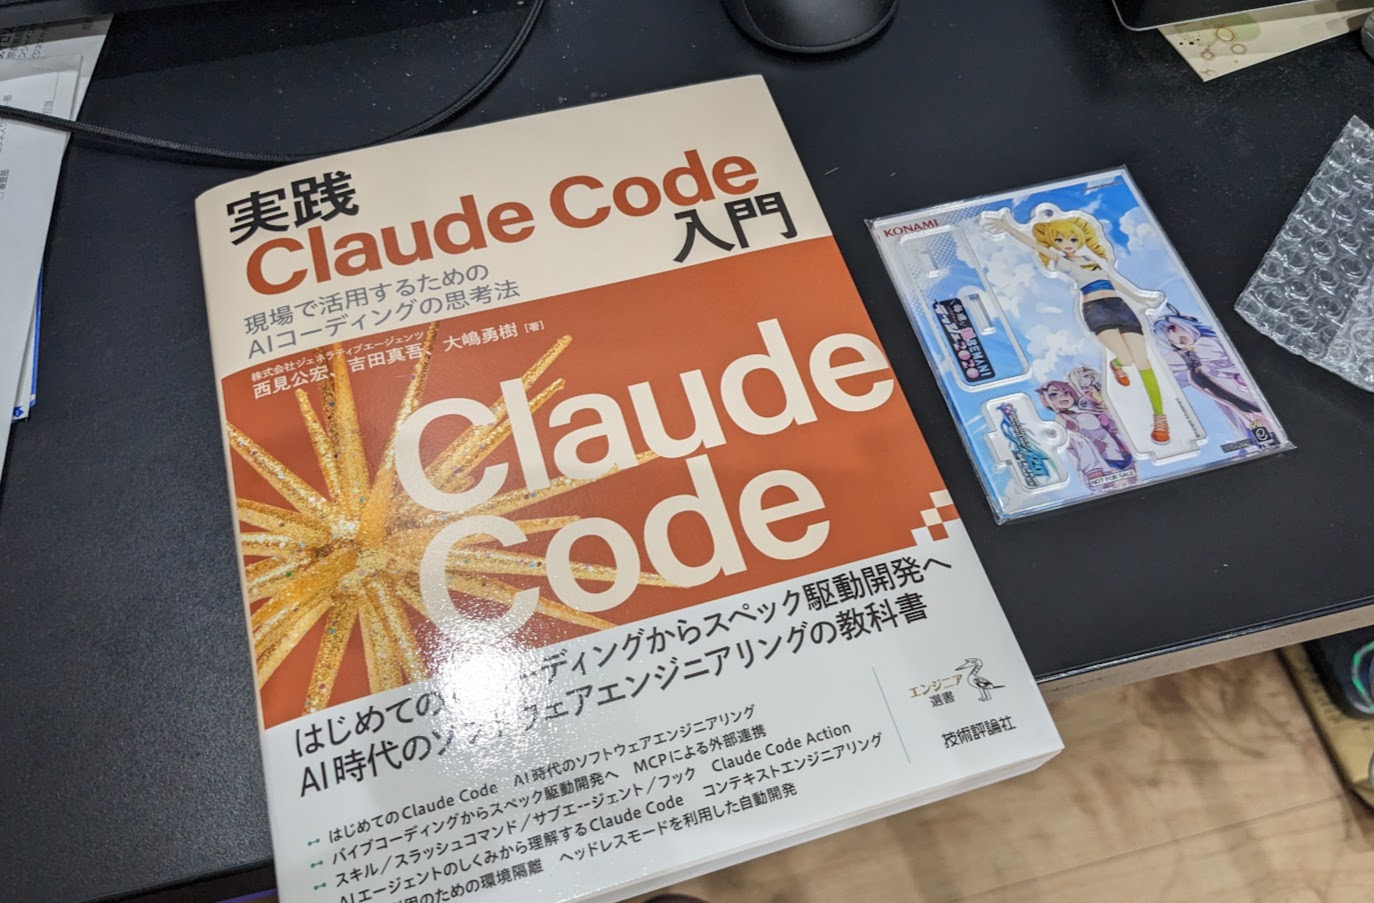 実践
Claude Code
入門
現場で活用するための
AIコーディングの思考法
株式会社ジェネラティブエージェンツ
西見公宏、吉田真吾、大嶋勇樹 [著]
Claude
Code
はじめての ディングからスペック駆動開発へ
AI時代のソフトウェアエンジニアリングの教科書
はじめてのClaude Code AI時代のソフトウェアエンジニアリング
バイブコーディングからスペック駆動開発へ MCPによる外部連携
スキル/スラッシュコマンド/サブエージェント/フック Claude Code Action
AIエージェントのしくみから理解するClaude Code コンテキストエンジニアリング
用のための環境隔離 ヘッドレスモードを利用した自動開発
エンジニア
選書
技術評論社
KONAMI
NOT FOR SALE